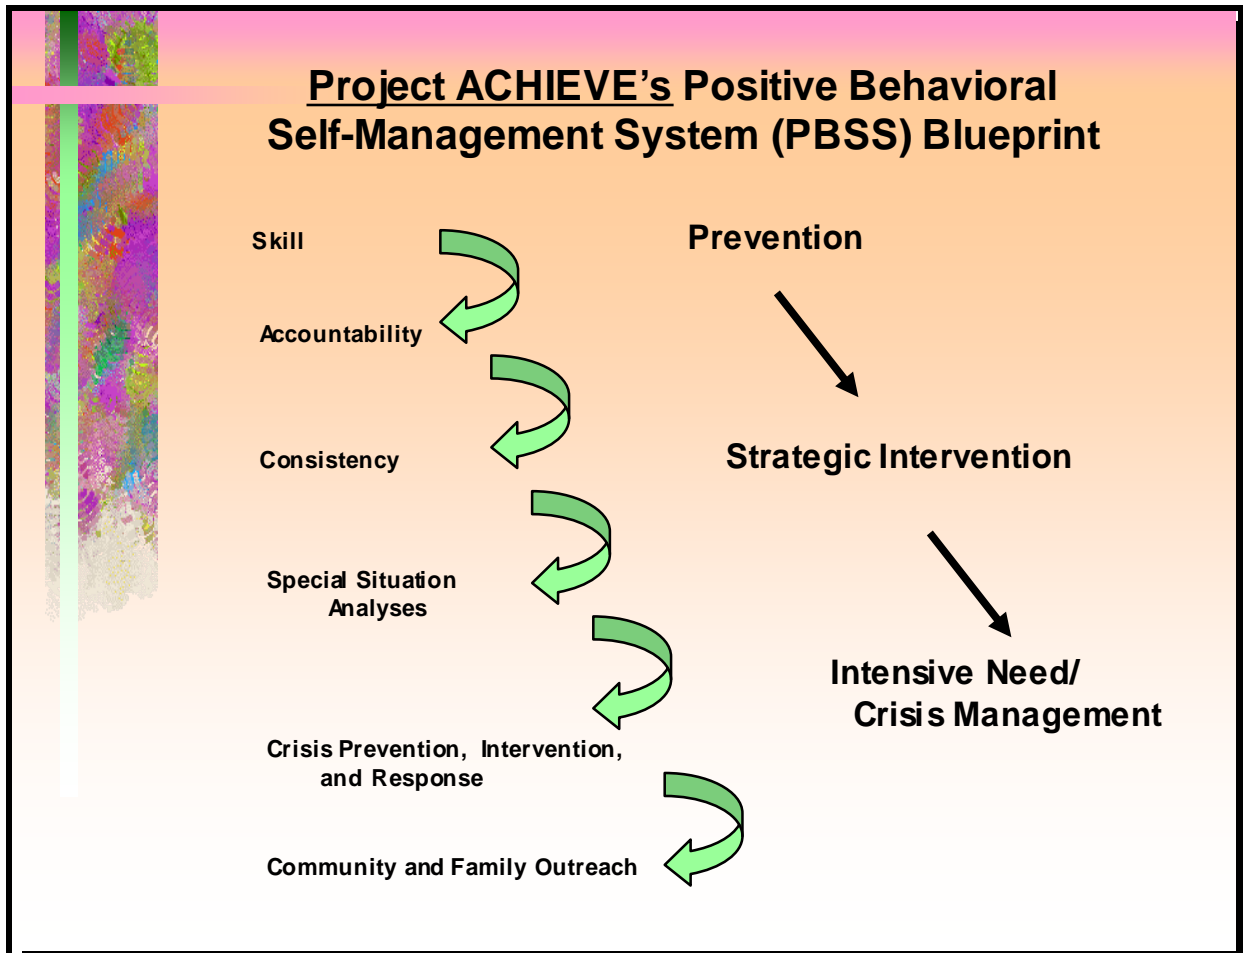 Project ACHIEVE's Positive Behavioral
Self-Management System (PBSS) Blueprint
Skill
Accountability
Consistency
Special Situation
Analyses
Crisis Prevention, Intervention,
and Response
Community and Family Outreach
Prevention
Strategic Intervention
Intensive Need/
Crisis Management